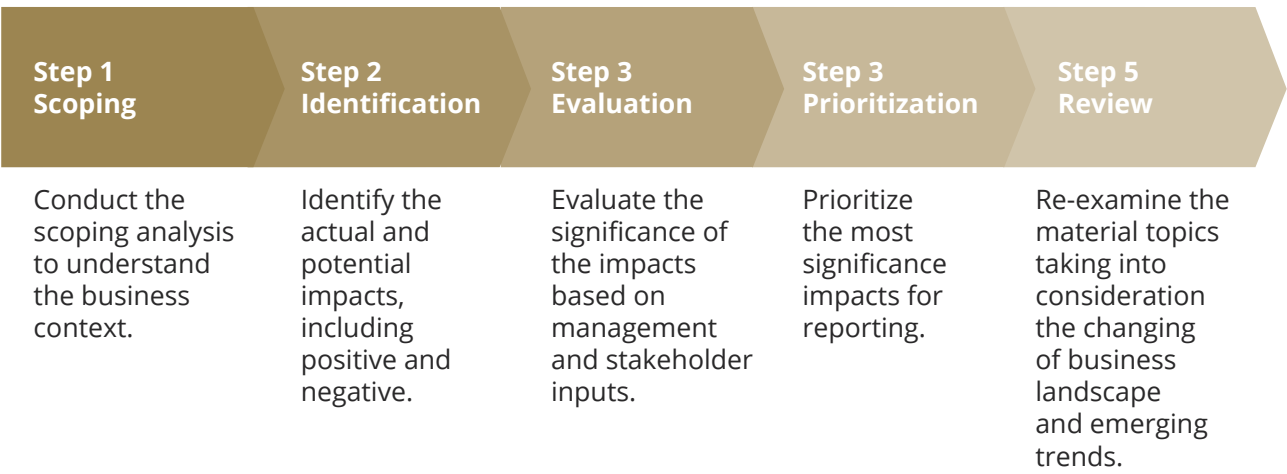 Step 1
Scoping
Conduct the
scoping analysis
to understand
the business
context.
Step 2
Identification
Identify the
actual and
potential
impacts,
including
positive and
negative.
Step 3
Evaluation
Evaluate the
significance of
the impacts
based on
management
and stakeholder
inputs.
Step 3
Prioritization
Prioritize
the most
significance
impacts for
reporting.
Step 5
Review
Re-examine the
material topics
taking into
consideration
the changing
of business
landscape
and emerging
trends.